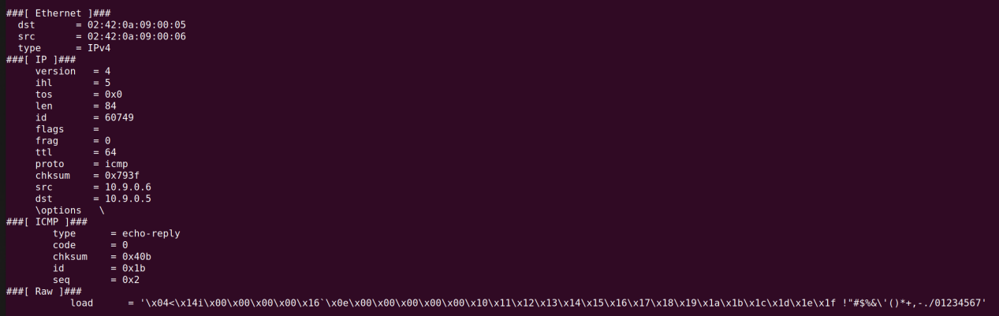 ###[ Ethernet ]###
  dst       = 02:42:0a:09:00:05
  src       = 02:42:0a:09:00:06
  type      = IPv4
###[ IP ]###
     version   = 4
     ihl       = 5
     tos       = 0x0
     len       = 84
     id        = 60749
     flags     =
     frag      = 0
     ttl       = 64
     proto     = icmp
     chksum    = 0x793f
     src       = 10.9.0.6
     dst       = 10.9.0.5
     \options   \
###[ ICMP ]###
        type      = echo-reply
        code      = 0
        chksum    = 0x40b
        id        = 0x1b
        seq       = 0x2
###[ Raw ]###
           load      = '\x04<\x14i\x00\x00\x00\x00\x16`\x0e\x00\x00\x00\x00\x00\x10\x11\x12\x13\x14\x15\x16\x17\x18\x19\x1a\x1b\x1c\x1d\x1e\x1f !"#$%&\'()*+,-./01234567'